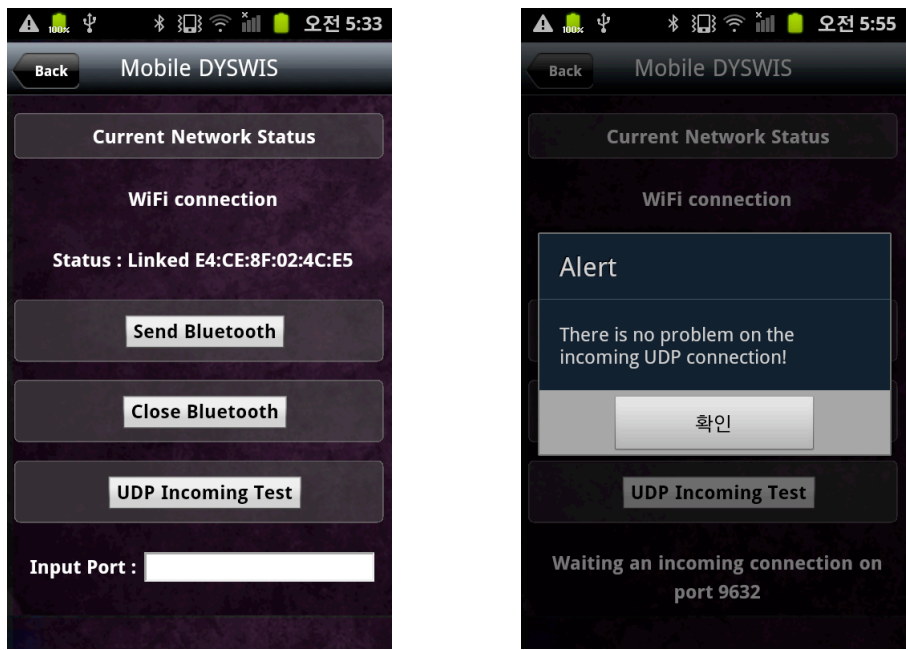 100%
오전 5:33
Back
Mobile DYSWIS
Current Network Status
WiFi connection
Status : Linked E4:CE:8F:02:4C:E5
Send Bluetooth
Close Bluetooth
UDP Incoming Test
Input Port :
100%
오전 5:55
Back
Mobile DYSWIS
Current Network Status
WiFi connection
Alert
There is no problem on the
incoming UDP connection!
확인
UDP Incoming Test
Waiting an incoming connection on
port 9632